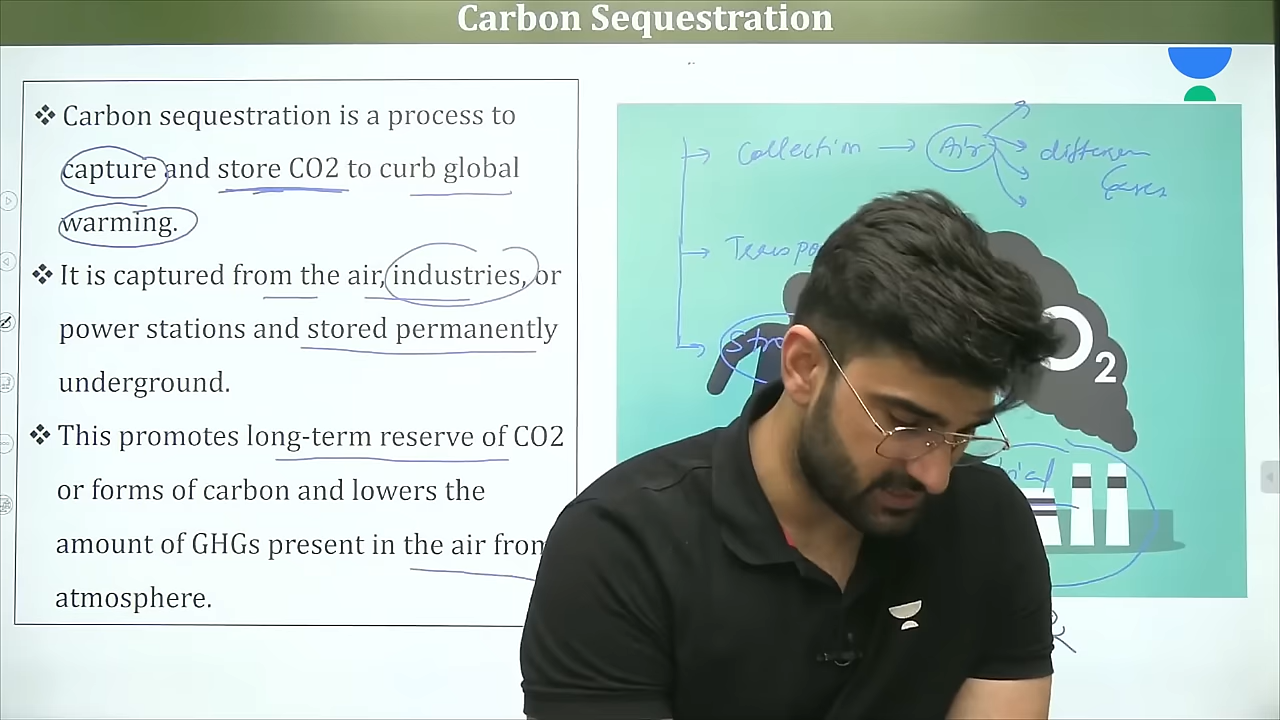 Carbon Sequestration
❖ Carbon sequestration is a process to
capture and store CO2 to curb global
warming.
❖ It is captured from the air, industries, or
power stations and stored permanently
underground.
❖ This promotes long-term reserve of CO2
or forms of carbon and lowers the
amount of GHGs present in the air from
atmosphere.
Collection → Air
Transpo
Sto
O2